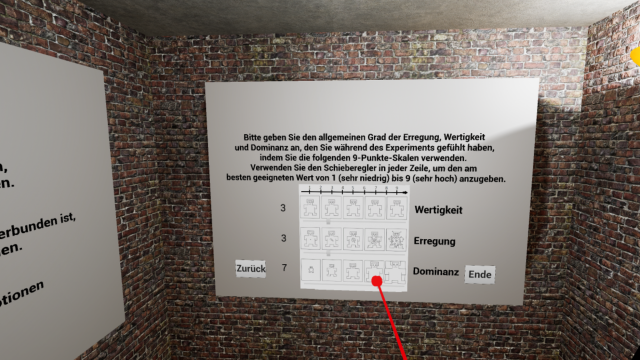 erbunden ist,
otionen
Bitte geben Sie den allgemeinen Grad der Erregung, Wertigkeit
und Dominanz an, den Sie während des Experiments gefühlt haben,
indem Sie die folgenden 9-Punkte-Skalen verwenden.
Verwenden Sie den Schieberegler in jeder Zeile, um den am
besten geeigneten Wert von 1 (sehr niedrig) bis 9 (sehr hoch) anzugeben.
3 Wertigkeit
3 Erregung
Zurück 7 Dominanz Ende